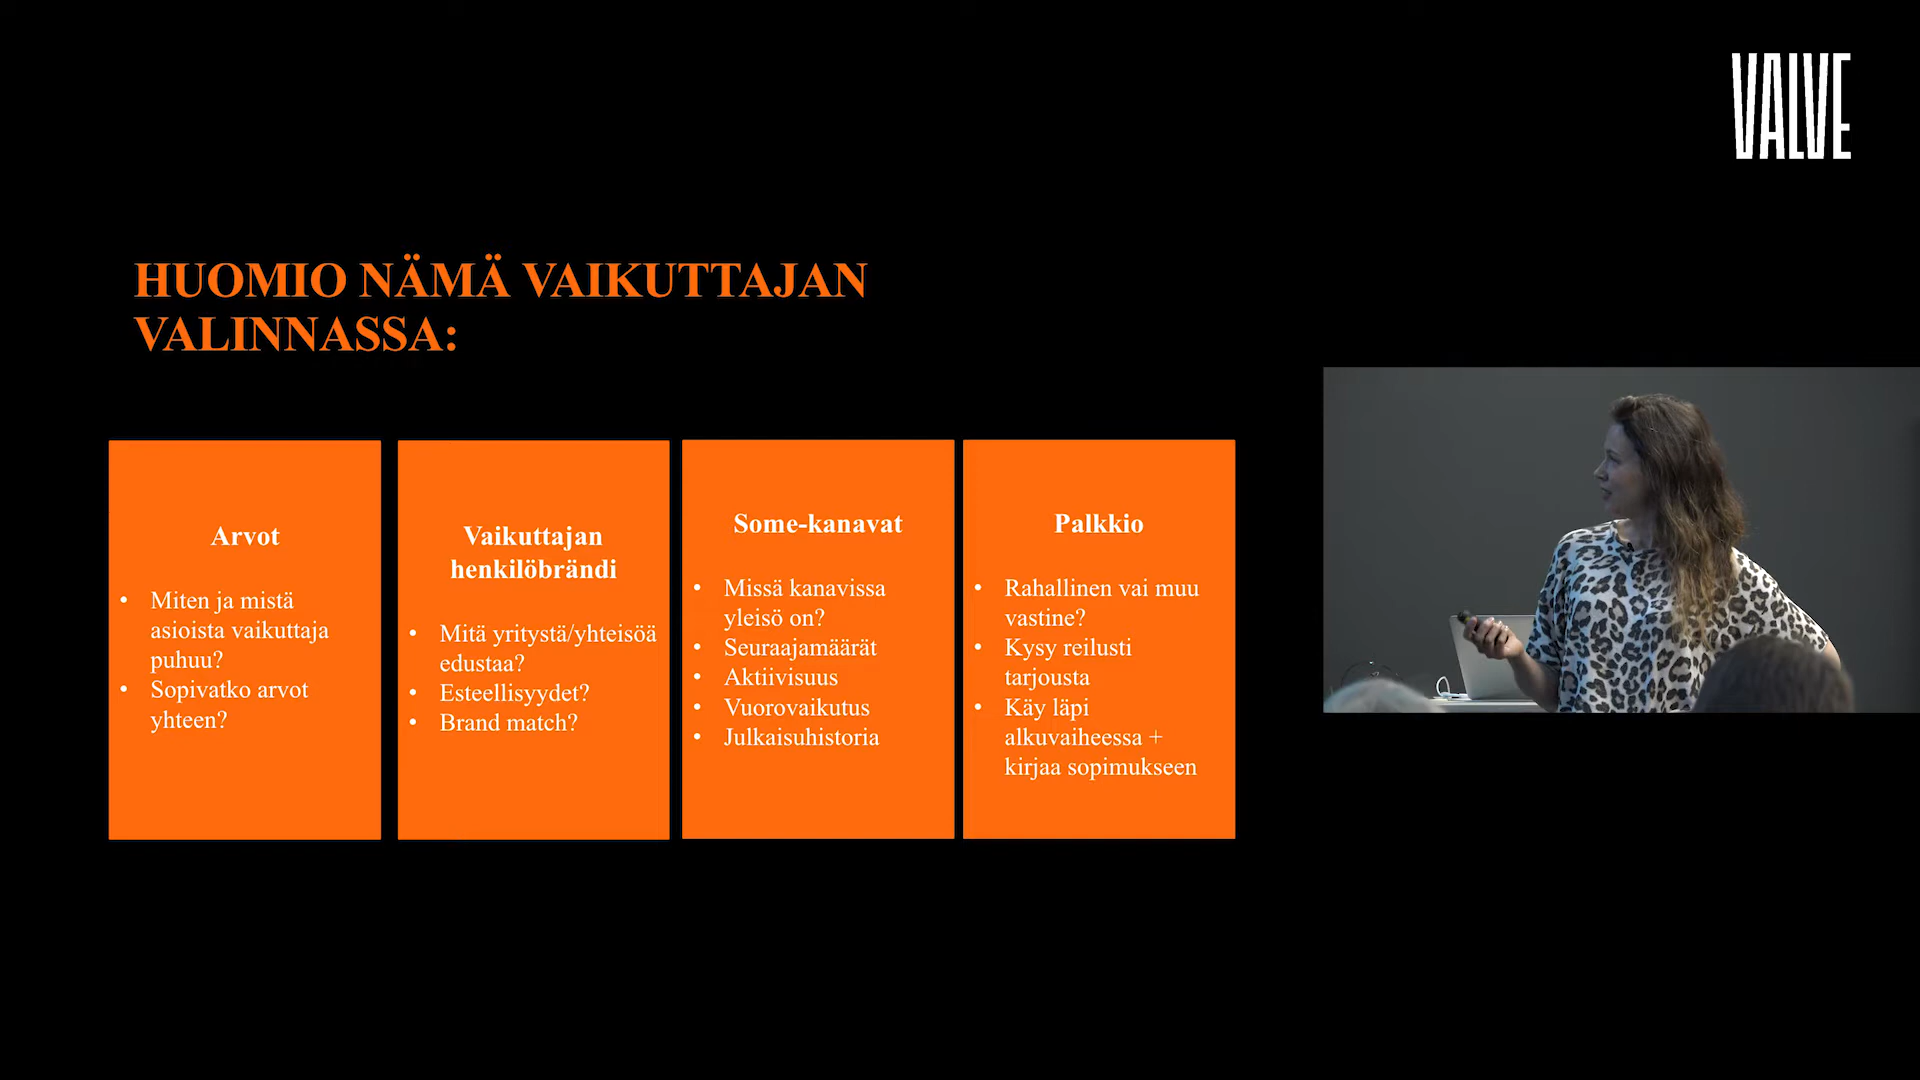 VALVE
HUOMIO NÄMÄ VAIKUTTAJAN
VALINNASSA:
Arvot
• Miten ja mistä
asioista vaikuttaja
puhuu?
• Sopivatko arvot
yhteen?
Vaikuttajan
henkilöbrändi
• Mitä yritystä/yhteisöä
edustaa?
• Esteellisyydet?
• Brand match?
Some-kanavat
• Missä kanavissa
yleisö on?
• Seuraajamäärät
• Aktiivisuus
• Vuorovaikutus
• Julkaisuhistoria
Palkkio
• Rahallinen vai muu
vastine?
• Kysy reilusti
tarjousta
• Käy läpi
alkuvaiheessa +
kirjaa sopimukseen